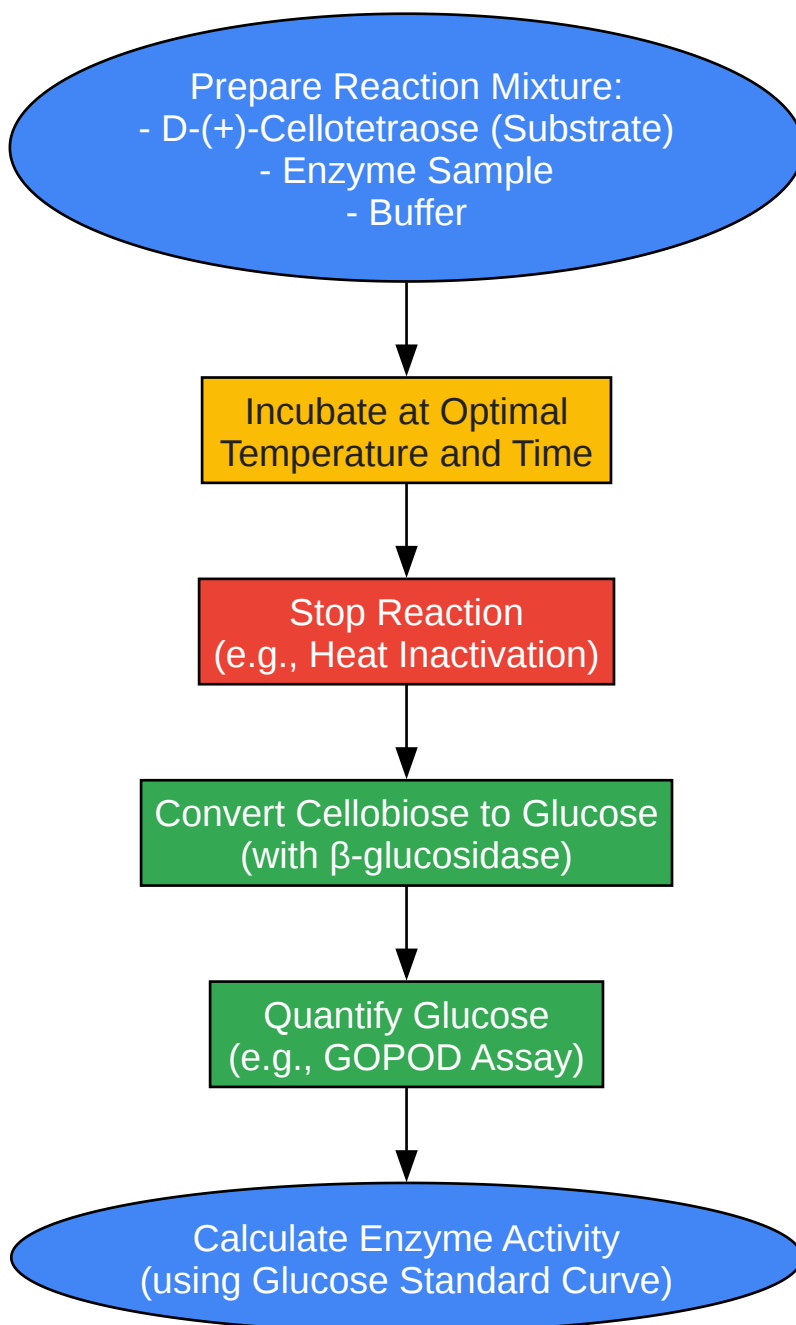 Prepare Reaction Mixture:
- D-(+)-Cellotetraose (Substrate)
- Enzyme Sample
- Buffer
Incubate at Optimal
Temperature and Time
Stop Reaction
(e.g., Heat Inactivation)
Convert Cellobiose to Glucose
(with β-glucosidase)
Quantify Glucose
(e.g., GOPOD Assay)
Calculate Enzyme Activity
(using Glucose Standard Curve)